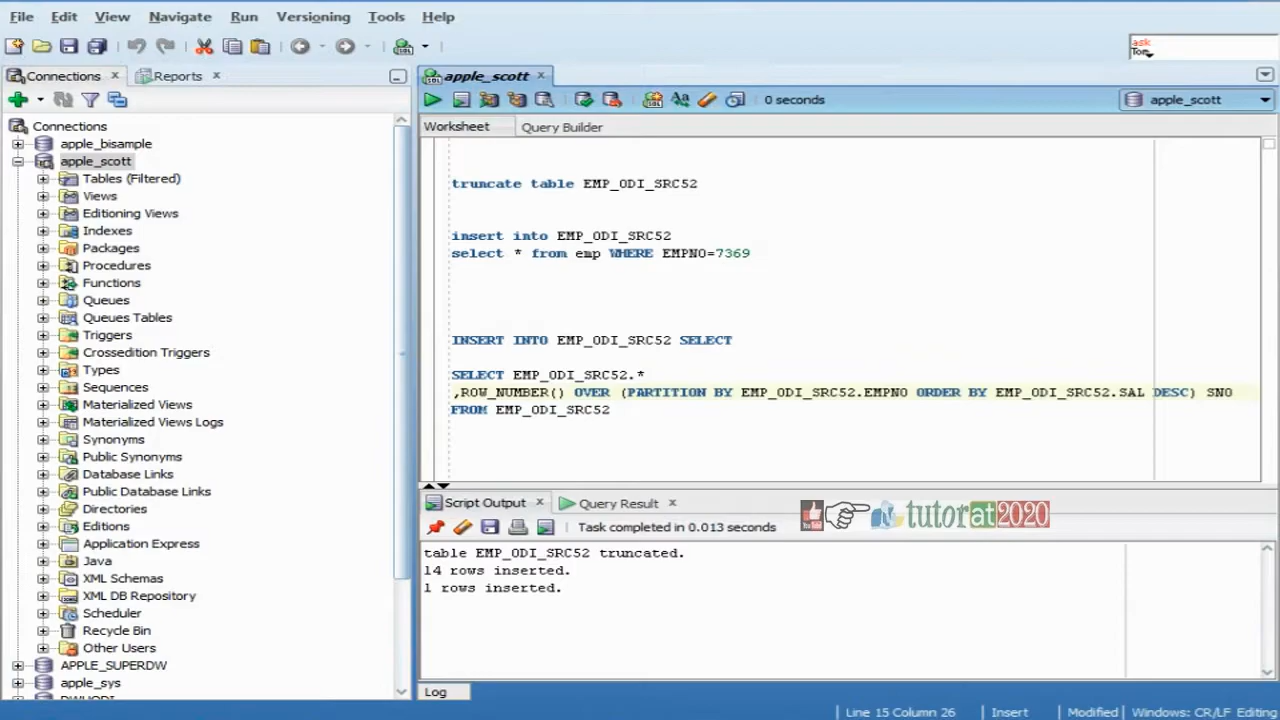 File Edit View Navigate Run Versioning Tools Help
ask
Tom
Connections Reports
Connections
apple_bisample
apple_scott
Tables (Filtered)
Views
Editioning Views
Indexes
Packages
Procedures
Functions
Queues
Queues Tables
Triggers
Crossedition Triggers
Types
Sequences
Materialized Views
Materialized Views Logs
Synonyms
Public Synonyms
Database Links
Public Database Links
Directories
Editions
Application Express
Java
XML Schemas
XML DB Repository
Scheduler
Recycle Bin
Other Users
APPLE_SUPERDW
apple_sys
DWHODI
apple_scott
0 seconds apple_scott
Worksheet Query Builder
truncate table EMP_ODI_SRC52
insert into EMP_ODI_SRC52
select * from emp WHERE EMPNO=7369
INSERT INTO EMP_ODI_SRC52 SELECT
SELECT EMP_ODI_SRC52.*
,ROW_NUMBER() OVER (PARTITION BY EMP_ODI_SRC52.EMPNO ORDER BY EMP_ODI_SRC52.SAL DESC) SNO
FROM EMP_ODI_SRC52
Script Output Query Result
Task completed in 0.013 seconds
tutorat2020
table EMP_ODI_SRC52 truncated.
14 rows inserted.
1 rows inserted.
Log
Line 15 Column 26 Insert Modified Windows: CR/LF Editing